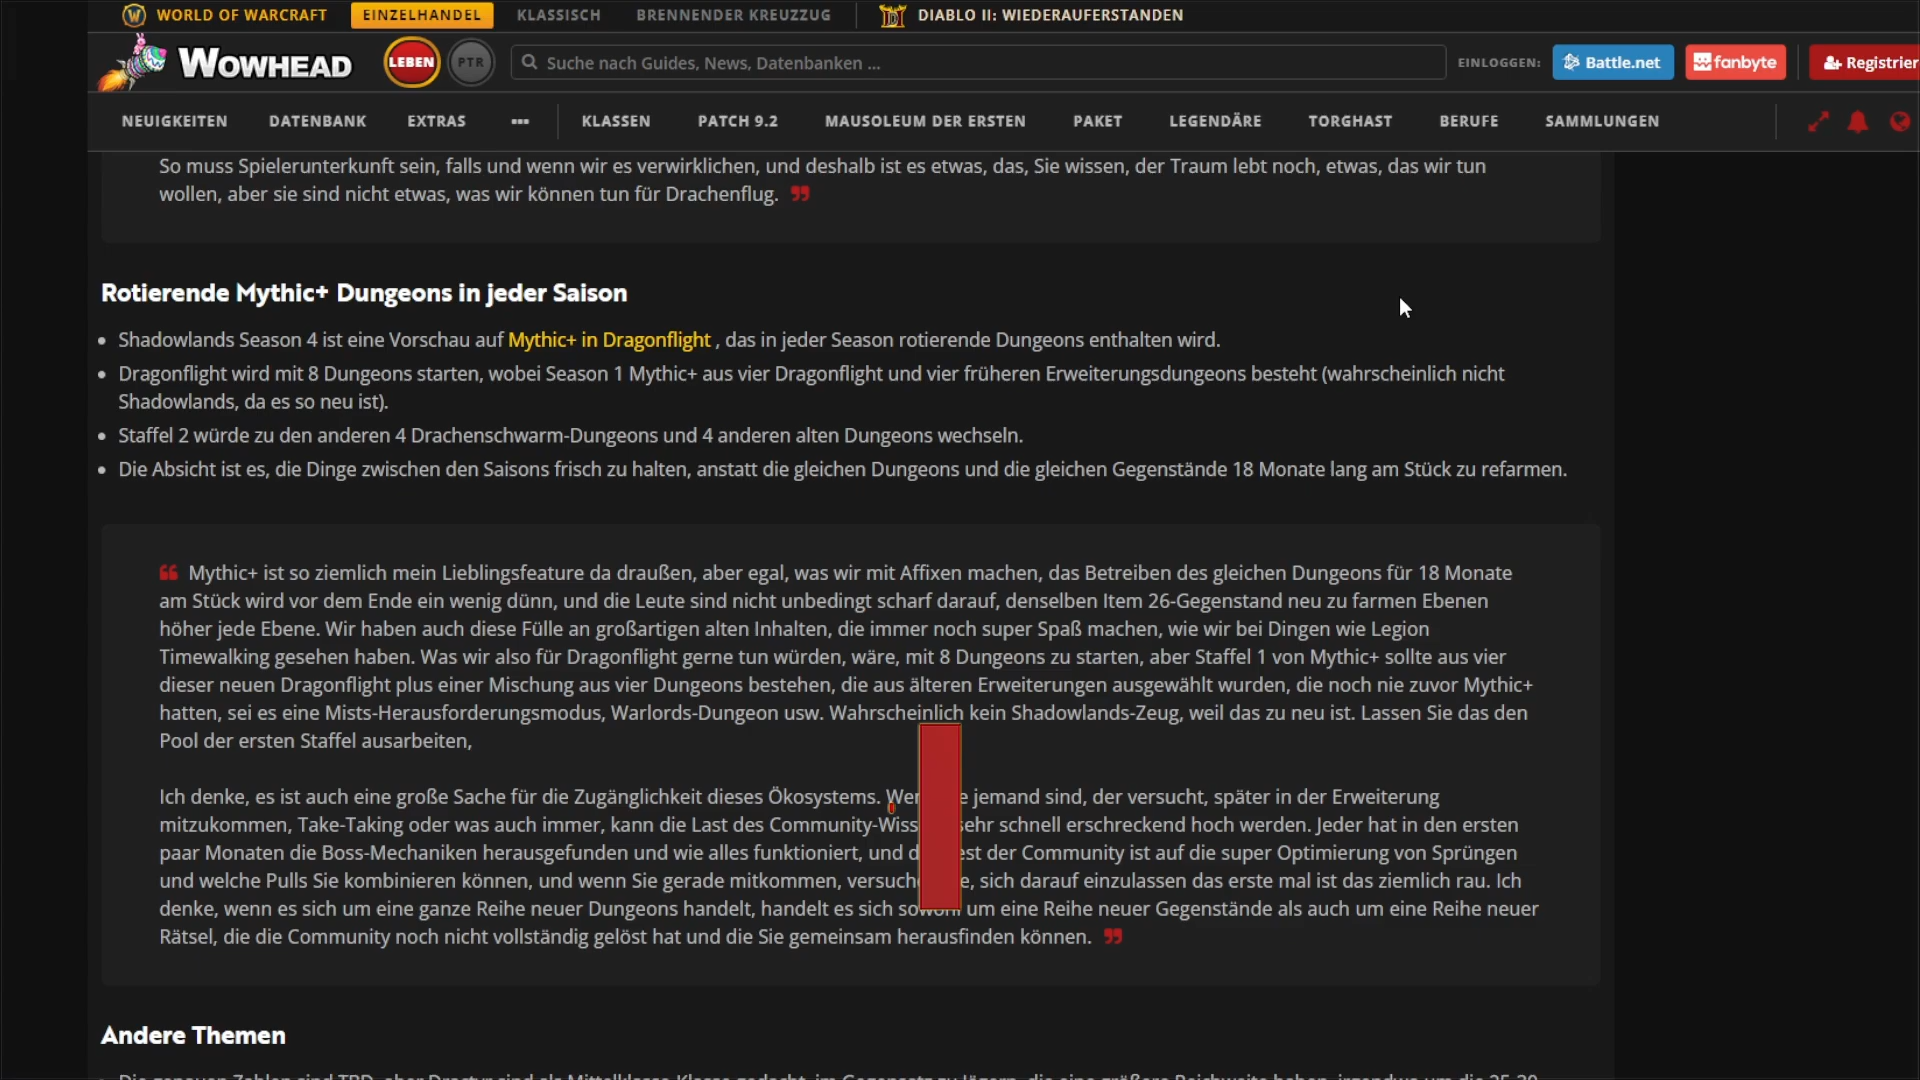 WORLD OF WARCRAFT EINZELHANDEL KLASSISCH BRENNENDER KREUZZUG DIABLO II: WIEDERAUFERSTANDEN
WOWHEAD LEBEN PTR Suche nach Guides, News, Datenbanken ... EINLOGGEN: Battle.net fanbyte Registrier
NEUIGKEITEN DATENBANK EXTRAS ••• KLASSEN PATCH 9.2 MAUSOLEUM DER ERSTEN PAKET LEGENDÄRE TORGHAST BERUFE SAMMLUNGEN
So muss Spielerunterkunft sein, falls und wenn wir es verwirklichen, und deshalb ist es etwas, das, Sie wissen, der Traum lebt noch, etwas, das wir tun
wollen, aber sie sind nicht etwas, was wir können tun für Drachenflug. ”
Rotierende Mythic+ Dungeons in jeder Saison
• Shadowlands Season 4 ist eine Vorschau auf Mythic+ in Dragonflight , das in jeder Season rotierende Dungeons enthalten wird.
• Dragonflight wird mit 8 Dungeons starten, wobei Season 1 Mythic+ aus vier Dragonflight und vier früheren Erweiterungsdungeons besteht (wahrscheinlich nicht
Shadowlands, da es so neu ist).
• Staffel 2 würde zu den anderen 4 Drachenschwarm-Dungeons und 4 anderen alten Dungeons wechseln.
• Die Absicht ist es, die Dinge zwischen den Saisons frisch zu halten, anstatt die gleichen Dungeons und die gleichen Gegenstände 18 Monate lang am Stück zu refarmen.
“ Mythic+ ist so ziemlich mein Lieblingsfeature da draußen, aber egal, was wir mit Affixen machen, das Betreiben des gleichen Dungeons für 18 Monate
am Stück wird vor dem Ende ein wenig dünn, und die Leute sind nicht unbedingt scharf darauf, denselben Item 26-Gegenstand neu zu farmen Ebenen
höher jede Ebene. Wir haben auch diese Fülle an großartigen alten Inhalten, die immer noch super Spaß machen, wie wir bei Dingen wie Legion
Timewalking gesehen haben. Was wir also für Dragonflight gerne tun würden, wäre, mit 8 Dungeons zu starten, aber Staffel 1 von Mythic+ sollte aus vier
dieser neuen Dragonflight plus einer Mischung aus vier Dungeons bestehen, die aus älteren Erweiterungen ausgewählt wurden, die noch nie zuvor Mythic+
hatten, sei es eine Mists-Herausforderungsmodus, Warlords-Dungeon usw. Wahrscheinlich kein Shadowlands-Zeug, weil das zu neu ist. Lassen Sie das den
Pool der ersten Staffel ausarbeiten,
Ich denke, es ist auch eine große Sache für die Zugänglichkeit dieses Ökosystems. jemand sind, der versucht, später in der Erweiterung
mitzukommen, Take-Taking oder was auch immer, kann die Last des sehr schnell erschreckend hoch werden. Jeder hat in den ersten
paar Monaten die Boss-Mechaniken herausgefunden und wie alles funktioniert, und der Community ist auf die super Optimierung von Sprüngen
und welche Pulls Sie kombinieren können, und wenn Sie gerade mitkommen, sich darauf einzulassen das erste mal ist das ziemlich rau. Ich
denke, wenn es sich um eine ganze Reihe neuer Dungeons handelt, handelt es sich sowohl um eine Reihe neuer Gegenstände als auch um eine Reihe neuer
Rätsel, die die Community noch nicht vollständig gelöst hat und die Sie gemeinsam herausfinden können. ”
Andere Themen